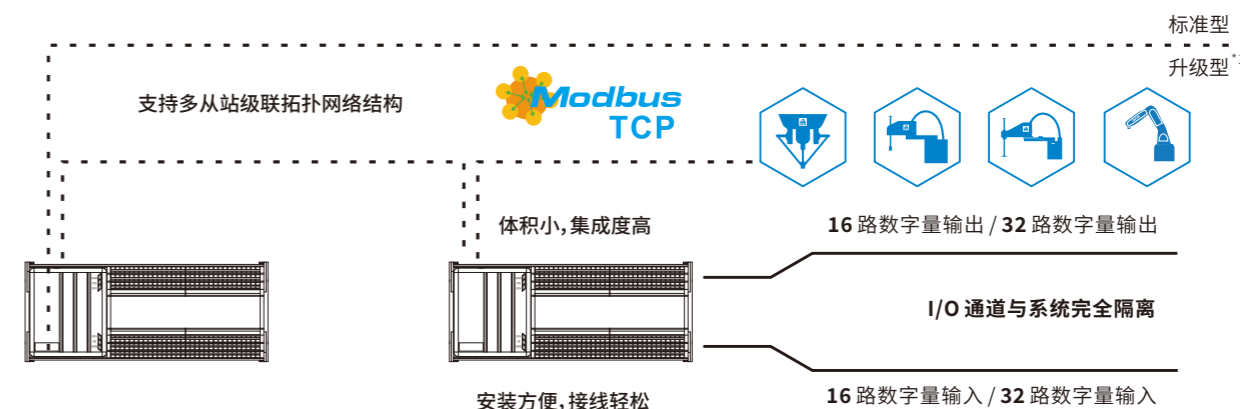 标准型
升级型
支持多从站级联拓扑网络结构
Modbus
TCP
体积小,集成度高
16 路数字量输出 / 32 路数字量输出
I/O 通道与系统完全隔离
16 路数字量输入 / 32 路数字量输入
安装方便,接线轻松